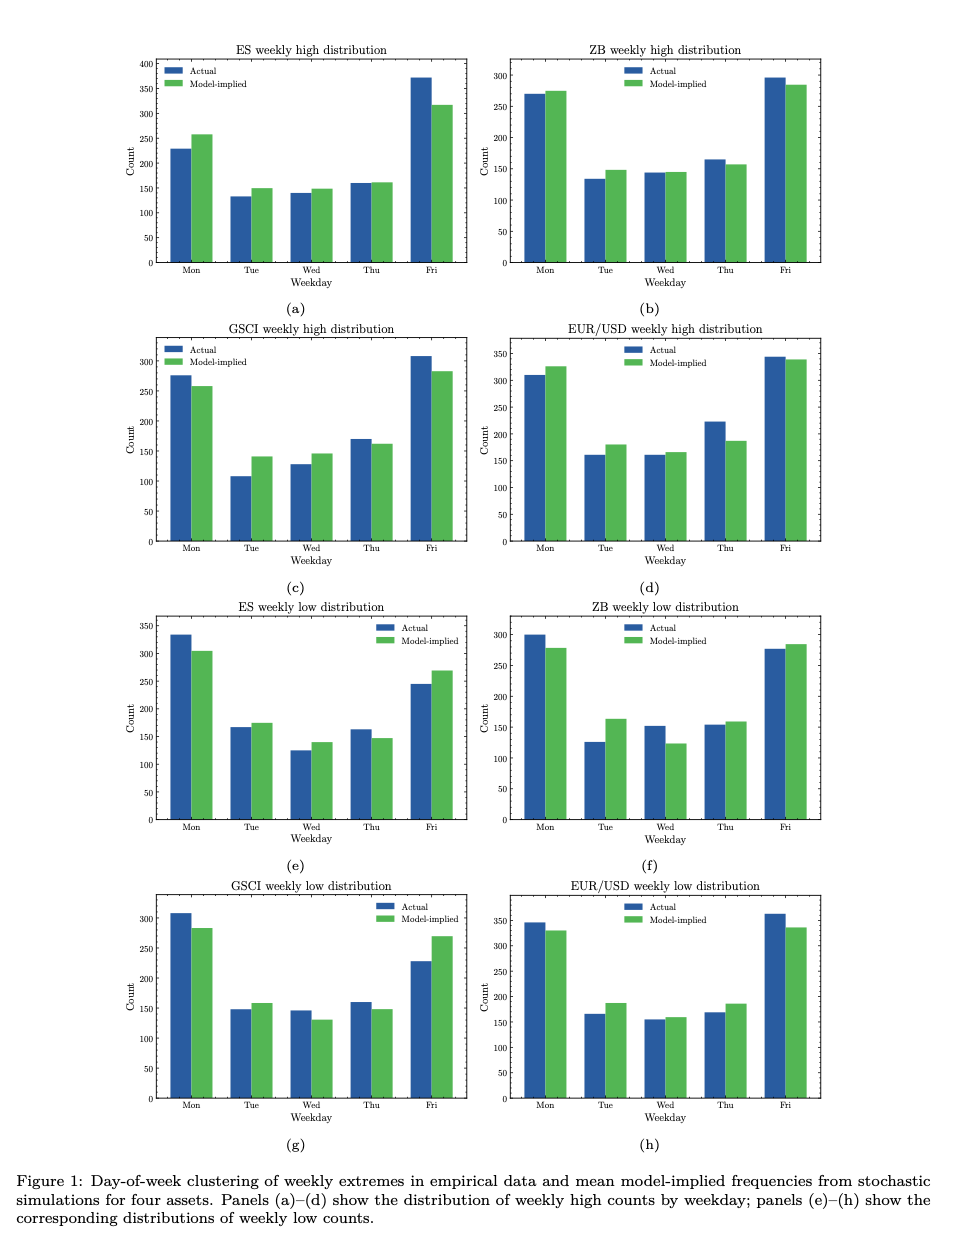 ES weekly high distribution
Actual
Model-implied
400
350
300
250
200
150
100
50
0
Count
Mon Tue Wed Thu Fri
Weekday
(a)
ZB weekly high distribution
Actual
Model-implied
300
250
200
150
100
50
0
Count
Mon Tue Wed Thu Fri
Weekday
(b)
GSCI weekly high distribution
Actual
Model-implied
300
250
200
150
100
50
0
Count
Mon Tue Wed Thu Fri
Weekday
(c)
EUR/USD weekly high distribution
Actual
Model-implied
350
300
250
200
150
100
50
0
Count
Mon Tue Wed Thu Fri
Weekday
(d)
ES weekly low distribution
Actual
Model-implied
350
300
250
200
150
100
50
0
Count
Mon Tue Wed Thu Fri
Weekday
(e)
ZB weekly low distribution
Actual
Model-implied
300
250
200
150
100
50
0
Count
Mon Tue Wed Thu Fri
Weekday
(f)
GSCI weekly low distribution
Actual
Model-implied
300
250
200
150
100
50
0
Count
Mon Tue Wed Thu Fri
Weekday
(g)
EUR/USD weekly low distribution
Actual
Model-implied
350
300
250
200
150
100
50
0
Count
Mon Tue Wed Thu Fri
Weekday
(h)
Figure 1: Day-of-week clustering of weekly extremes in empirical data and mean model-implied frequencies from stochastic
simulations for four assets. Panels (a)–(d) show the distribution of weekly high counts by weekday; panels (e)–(h) show the
corresponding distributions of weekly low counts.